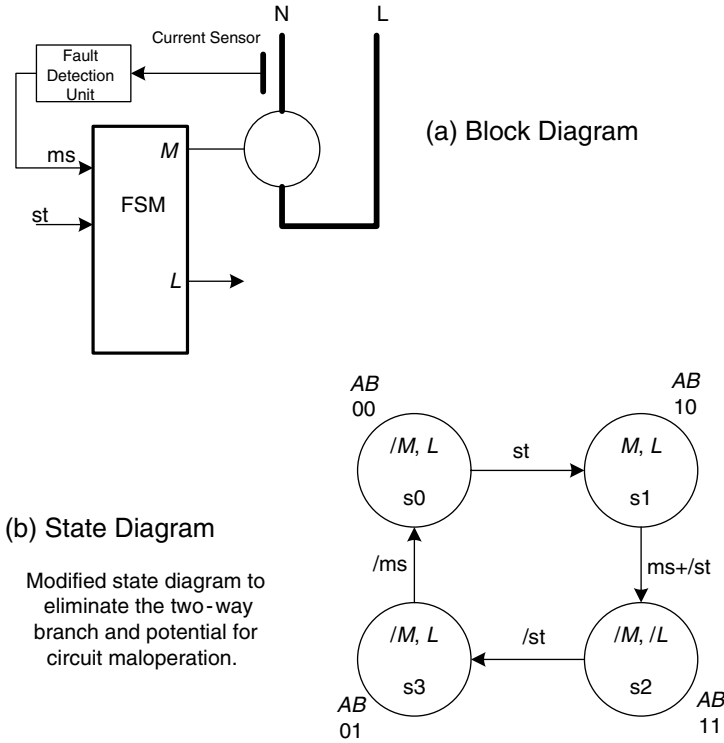 N
L
Current Sensor
Fault
Detection
Unit
(a) Block Diagram
M
ms
FSM
st
L
AB
00
AB
10
/M, L
st
M, L
s0
s1
(b) State Diagram
/ms
ms+/st
Modified state diagram to
eliminate the two-way
branch and potential for
circuit maloperation.
/M, L
/st
/M, /L
s3
s2
AB
01
AB
11